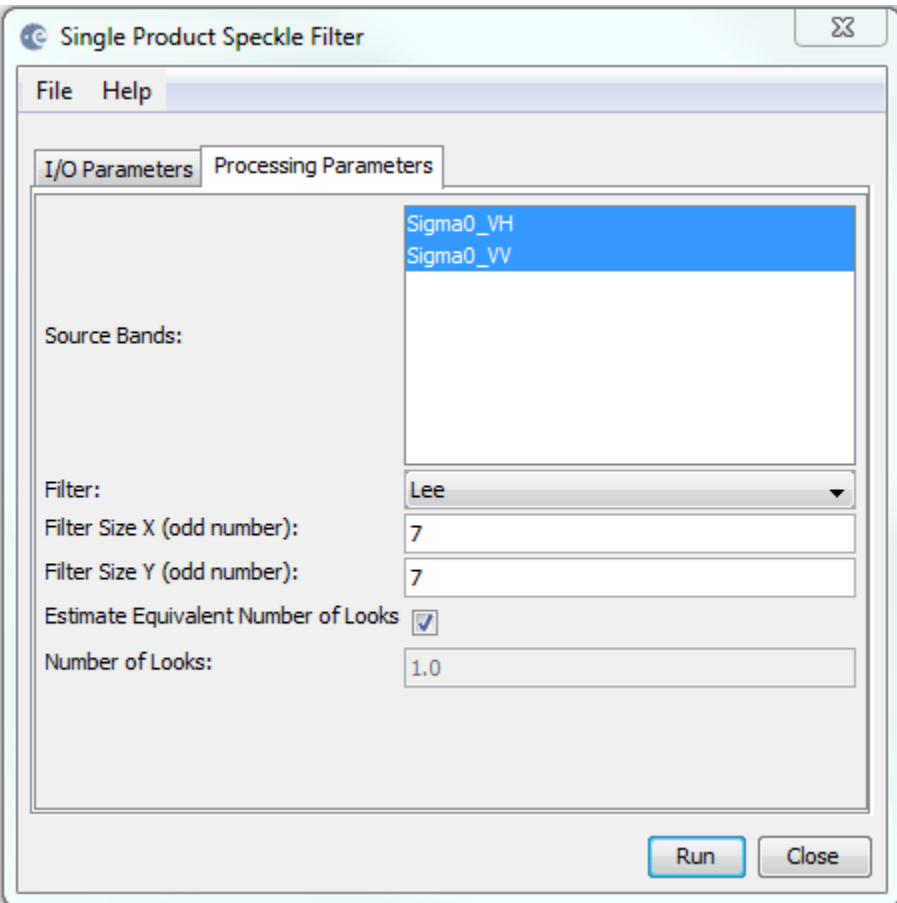 Single Product Speckle Filter
File Help
I/O Parameters Processing Parameters
Sigma0_VH
Sigma0_VV
Source Bands:
Filter: Lee
Filter Size X (odd number): 7
Filter Size Y (odd number): 7
Estimate Equivalent Number of Looks
Number of Looks: 1.0
Run Close